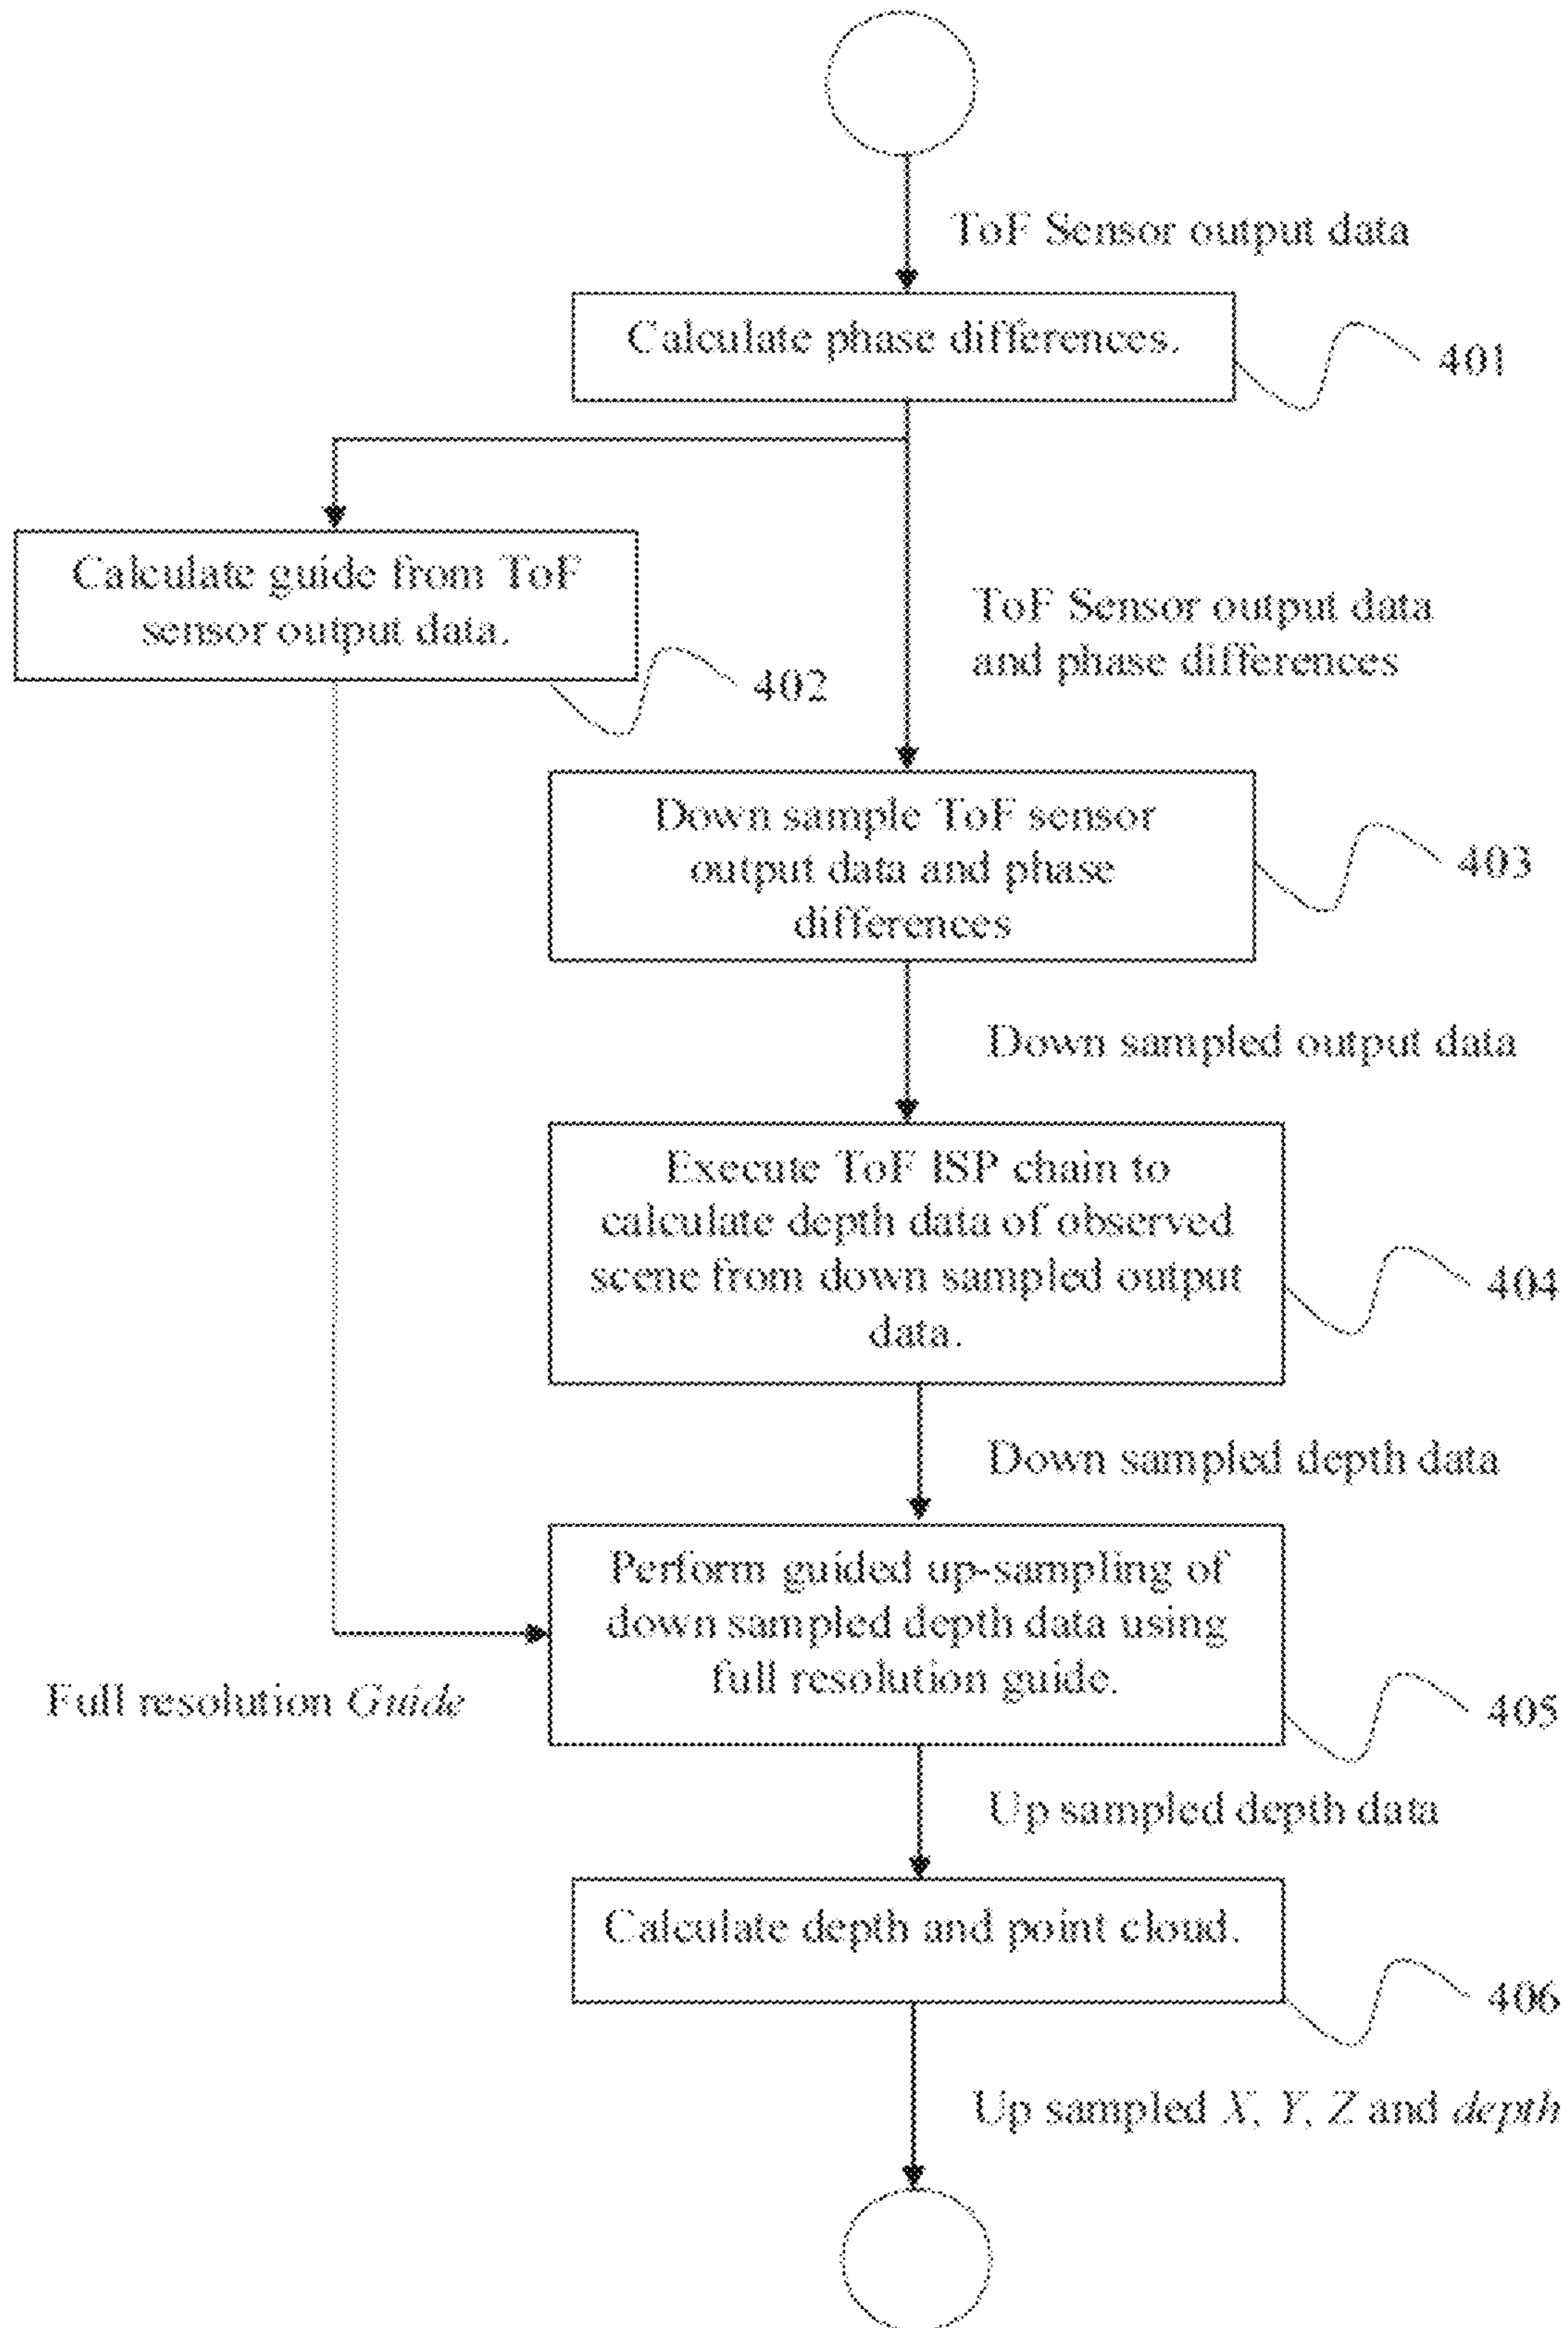 ToF Sensor output data
Calculate phase differences.
401
Calculate guide from ToF
sensor output data.
402
ToF Sensor output data
and phase differences
Down sample ToF sensor
output data and phase
differences
403
Down sampled output data
Execute ToF ISP chain to
calculate depth data of observed
scene from down sampled output
data.
404
Down sampled depth data
Perform guided up-sampling of
down sampled depth data using
full resolution guide.
Full resolution Guide
405
Up sampled depth data
Calculate depth and point cloud.
406
Up sampled X, Y, Z and depth